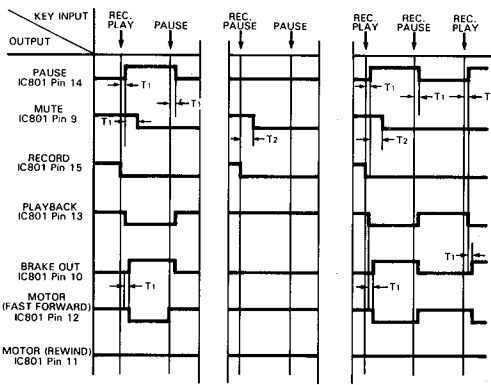 KEY INPUT
OUTPUT
REC. PLAY
PAUSE
REC. PAUSE
PAUSE
REC. PLAY
REC. PAUSE
REC. PLAY
PAUSE
IC801 Pin 14
T1
T1
T1
T1
T
MUTE
IC801 Pin 9
T1
T2
T2
RECORD
IC801 Pin 15
PLAYBACK
IC801 Pin 13
BRAKE OUT
IC801 Pin 10
T1
MOTOR
(FAST FORWARD)
IC801 Pin 12
T1
T1
MOTOR (REWIND)
IC801 Pin 11